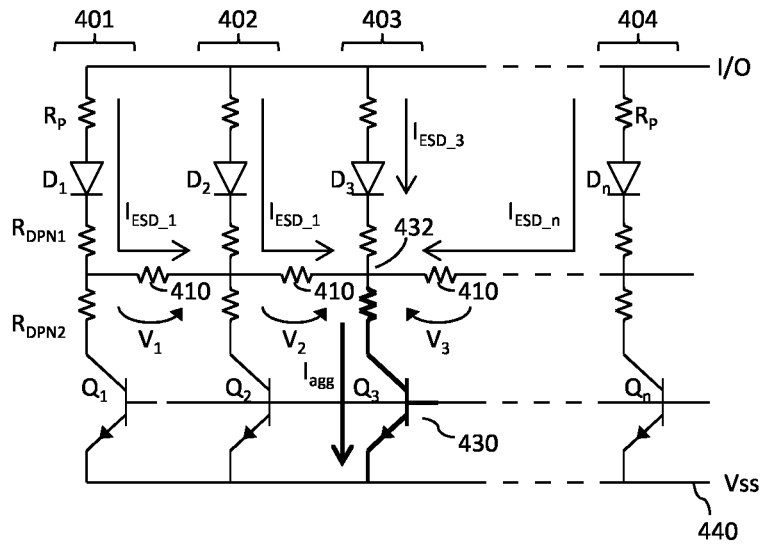 401 402 403 404
I/O
R_P R_P
I_ESD_3
D_1 D_2 D_3 D_n
I_ESD_1 I_ESD_1 I_ESD_n
R_DPN1
432
410 410 410
R_DPN2
V_1 V_2 V_3
I_agg
Q_1 Q_2 Q_3 Q_n
430
Vss
440